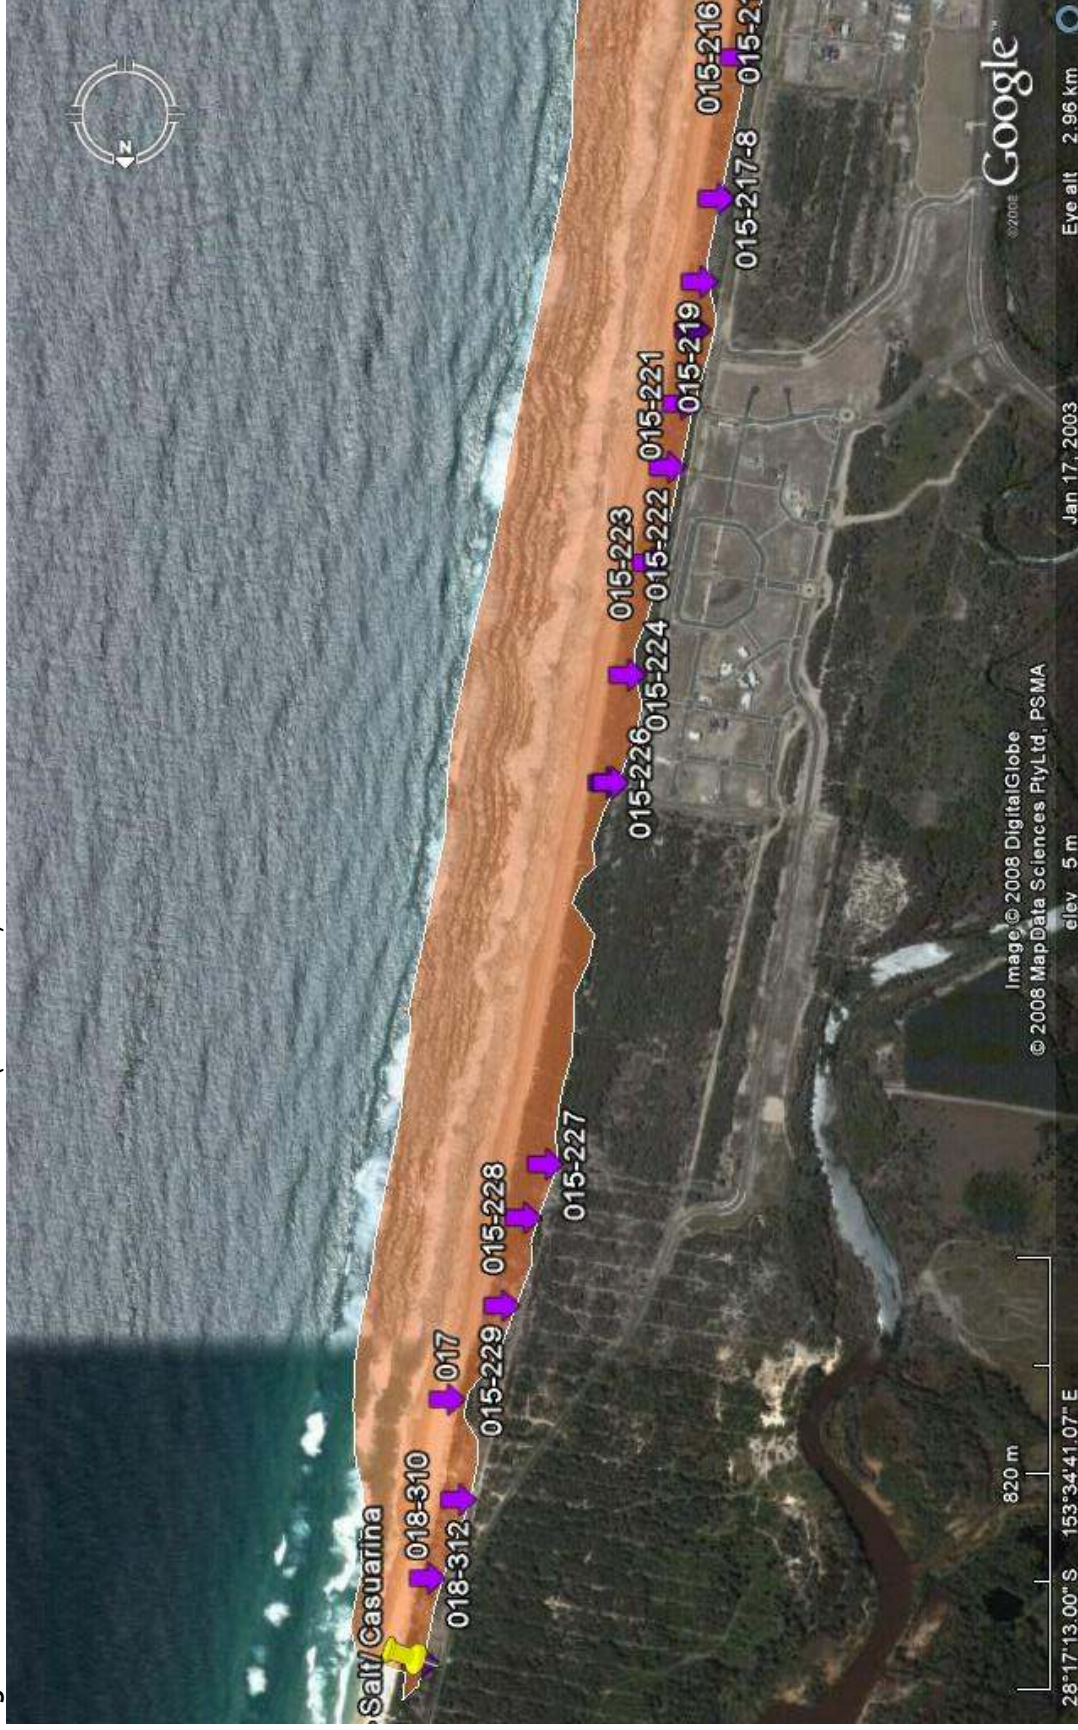 Salt/ Casuarina
018-312
018-310
017
015-229
015-228
015-227
015-226
015-224
015-223
015-222
015-221
015-219
015-217-8
015-216
N
820 m
Image © 2008 DigitalGlobe
© 2008 MapData Sciences PtyLtd, PSMA
©2008 Google™
28°17'13.00" S 153°34'41.07" E elev 5 m Jan 17, 2003 Eye alt 2.96 km